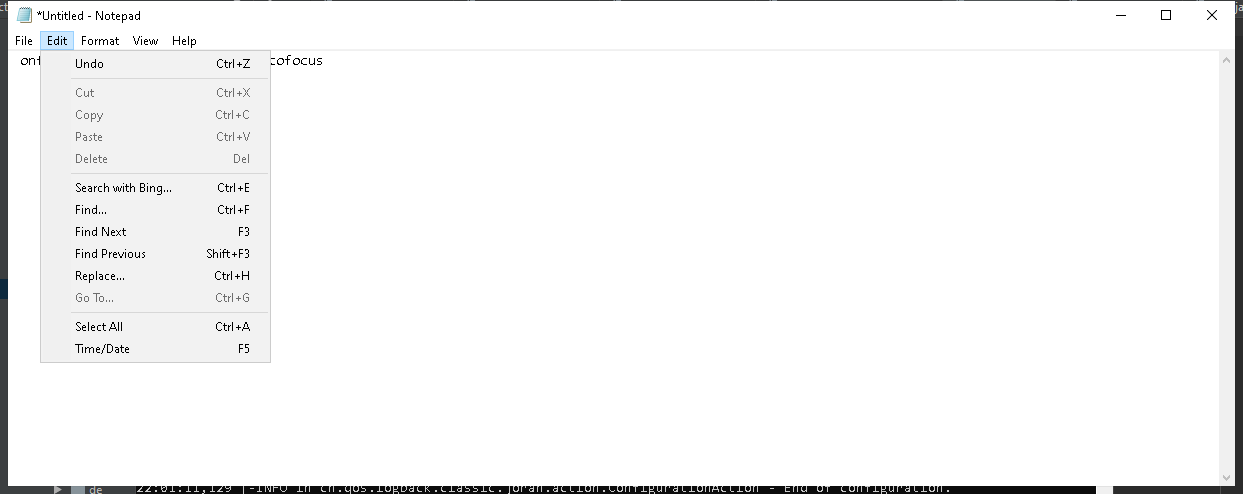 *Untitled - Notepad
File Edit Format View Help
Undo Ctrl+Z
Cut Ctrl+X
Copy Ctrl+C
Paste Ctrl+V
Delete Del
Search with Bing... Ctrl+E
Find... Ctrl+F
Find Next F3
Find Previous Shift+F3
Replace... Ctrl+H
Go To... Ctrl+G
Select All Ctrl+A
Time/Date F5
de 22:01:11,129 |-INFO in ch.qos.logback.classic.joran.action.ConfigurationAction - End of configuration.